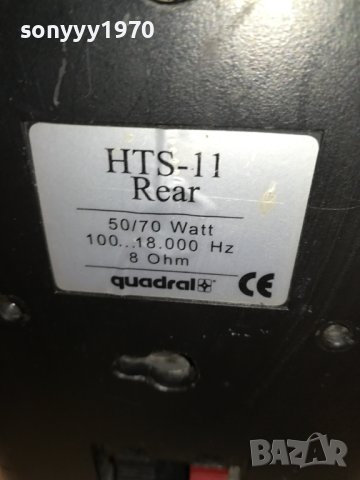 sonyyy1970
HTS-11
Rear
50/70 Watt
100...18.000 Hz
8 Ohm
quadral CE
BAZAR